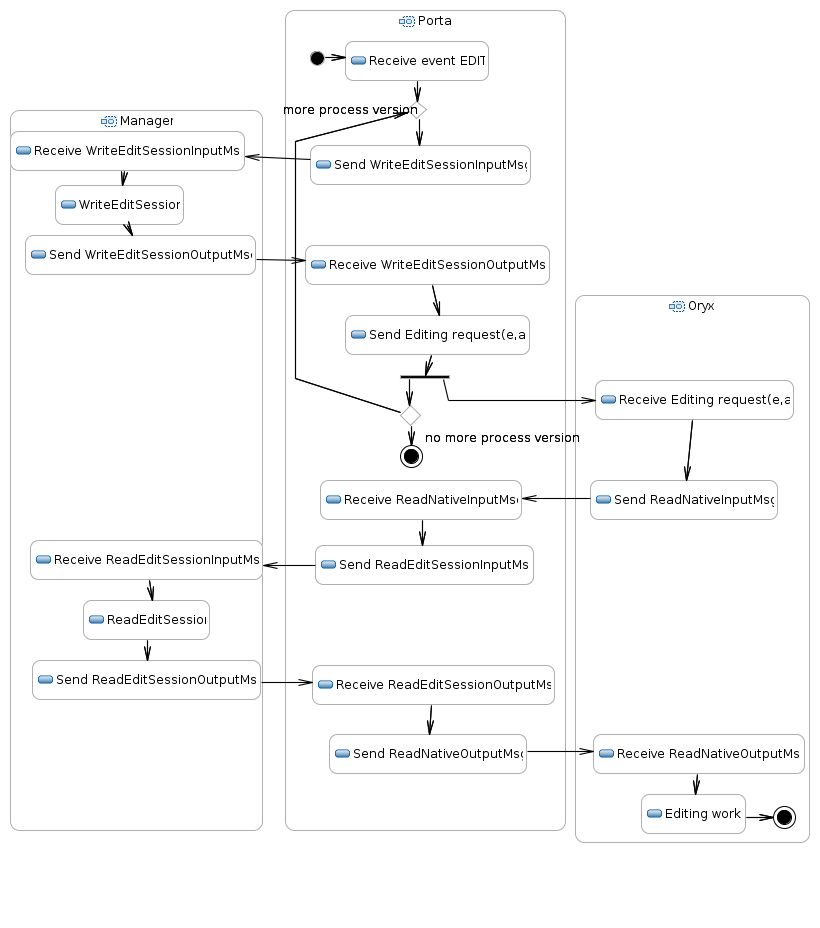 Porta
Receive event EDIT
more process version
Manager
Receive WriteEditSessionInputMs
Send WriteEditSessionInputMsg
WriteEditSession
Send WriteEditSessionOutputMs
Receive WriteEditSessionOutputMs
Oryx
Send Editing request(e,a
Receive Editing request(e,a
no more process version
Receive ReadNativeInputMs
Send ReadNativeInputMsg
Receive ReadEditSessionInputMs
Send ReadEditSessionInputMs
ReadEditSession
Send ReadEditSessionOutputMs
Receive ReadEditSessionOutputMs
Send ReadNativeOutputMsg
Receive ReadNativeOutputMs
Editing work